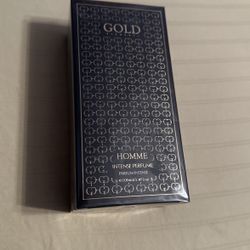 GOLD
HOMME
INTENSE PERFUME
PARFUM INTENSE